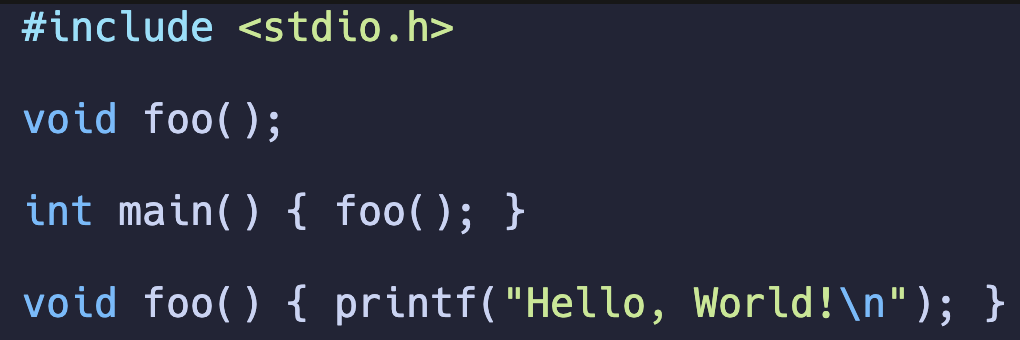 #include <stdio.h>
void foo();
int main() { foo(); }
void foo() { printf("Hello, World!\n"); }